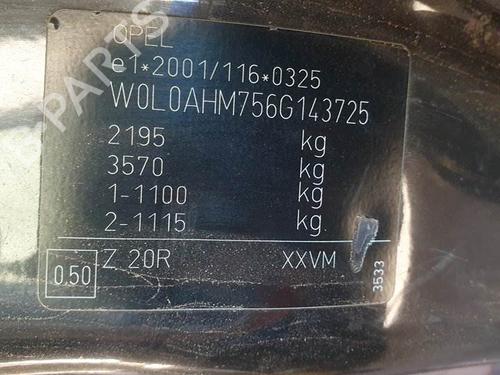 OPEL
e1*2001/116*0325
W0L0AHM756G143725
2195 kg
3570 kg
1-1100 kg
2-1115 kg
0.50
Z 20R XXVM
3533
PARTS